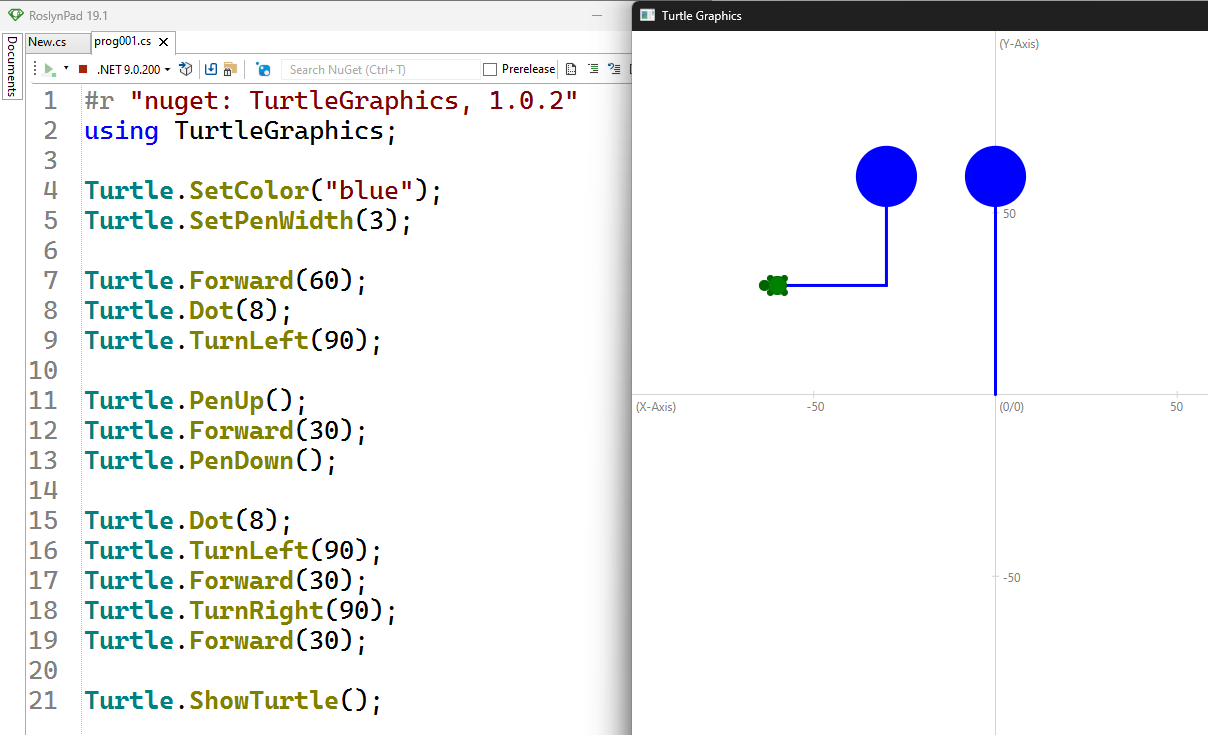 RoslynPad 19.1
Turtle Graphics
Documents
New.cs
prog001.cs
.NET 9.0.200
Search NuGet (Ctrl+T)
Prerelease
1 #r "nuget: TurtleGraphics, 1.0.2"
2 using TurtleGraphics;
3
4 Turtle.SetColor("blue");
5 Turtle.SetPenWidth(3);
6
7 Turtle.Forward(60);
8 Turtle.Dot(8);
9 Turtle.TurnLeft(90);
10
11 Turtle.PenUp();
12 Turtle.Forward(30);
13 Turtle.PenDown();
14
15 Turtle.Dot(8);
16 Turtle.TurnLeft(90);
17 Turtle.Forward(30);
18 Turtle.TurnRight(90);
19 Turtle.Forward(30);
20
21 Turtle.ShowTurtle();
(Y-Axis)
50
(X-Axis)
-50
(0/0)
50
-50